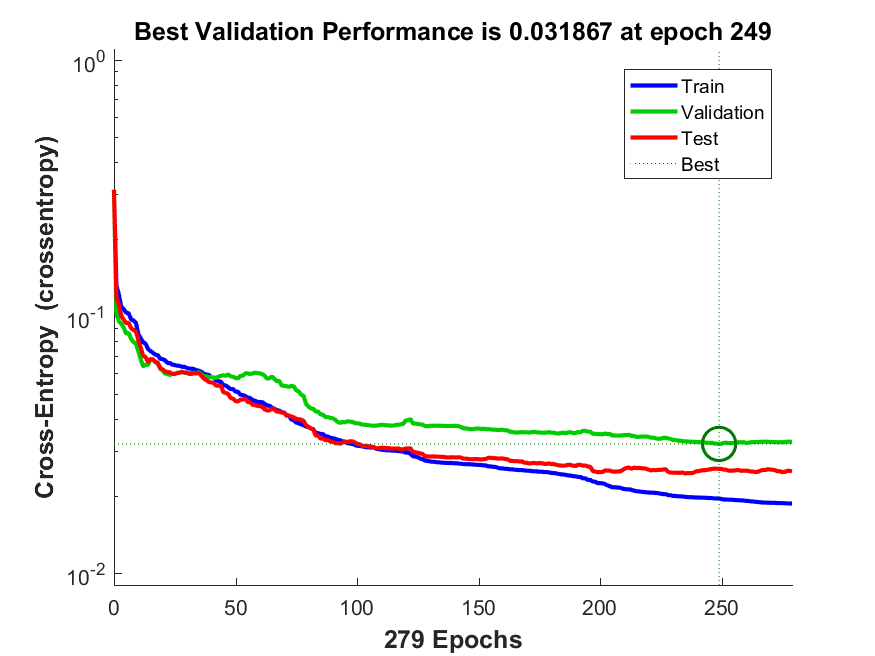 Best Validation Performance is 0.031867 at epoch 249
10^0
10^-1
10^-2
Cross-Entropy (crossentropy)
Train
Validation
Test
Best
0 50 100 150 200 250
279 Epochs